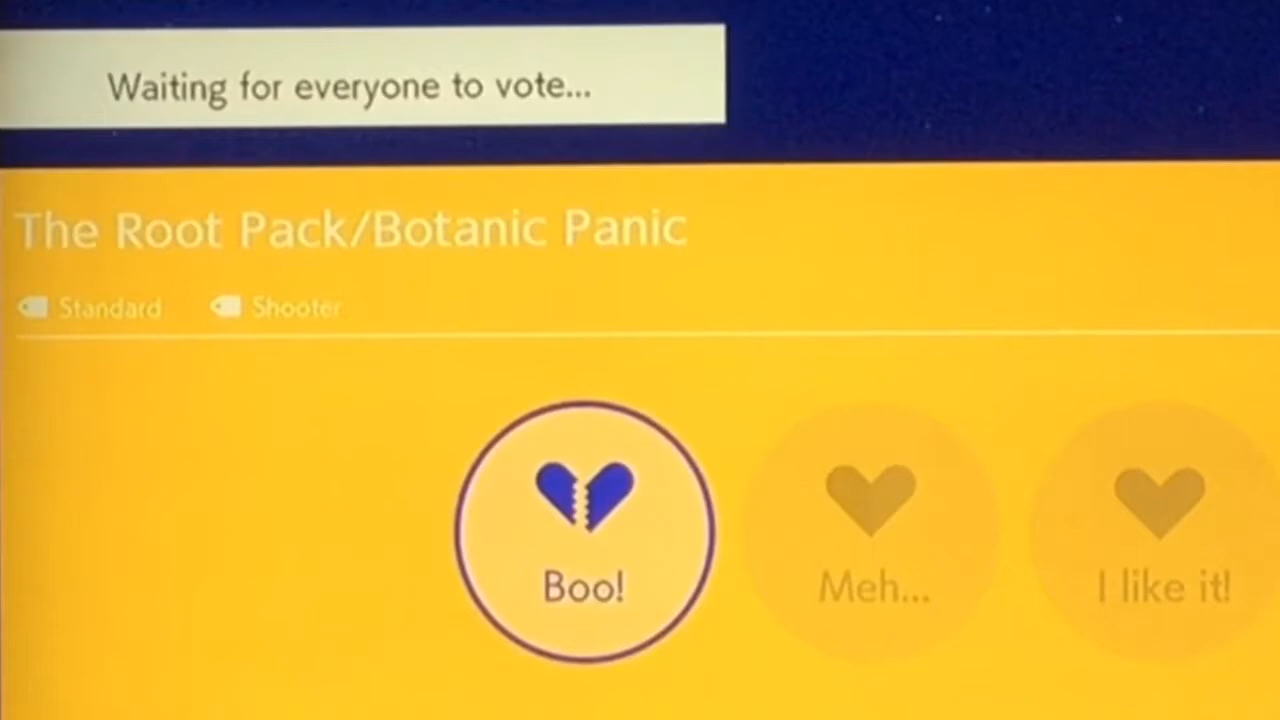 Waiting for everyone to vote...
The Root Pack/Botanic Panic
Standard Shooter
Boo! Meh... I like it!